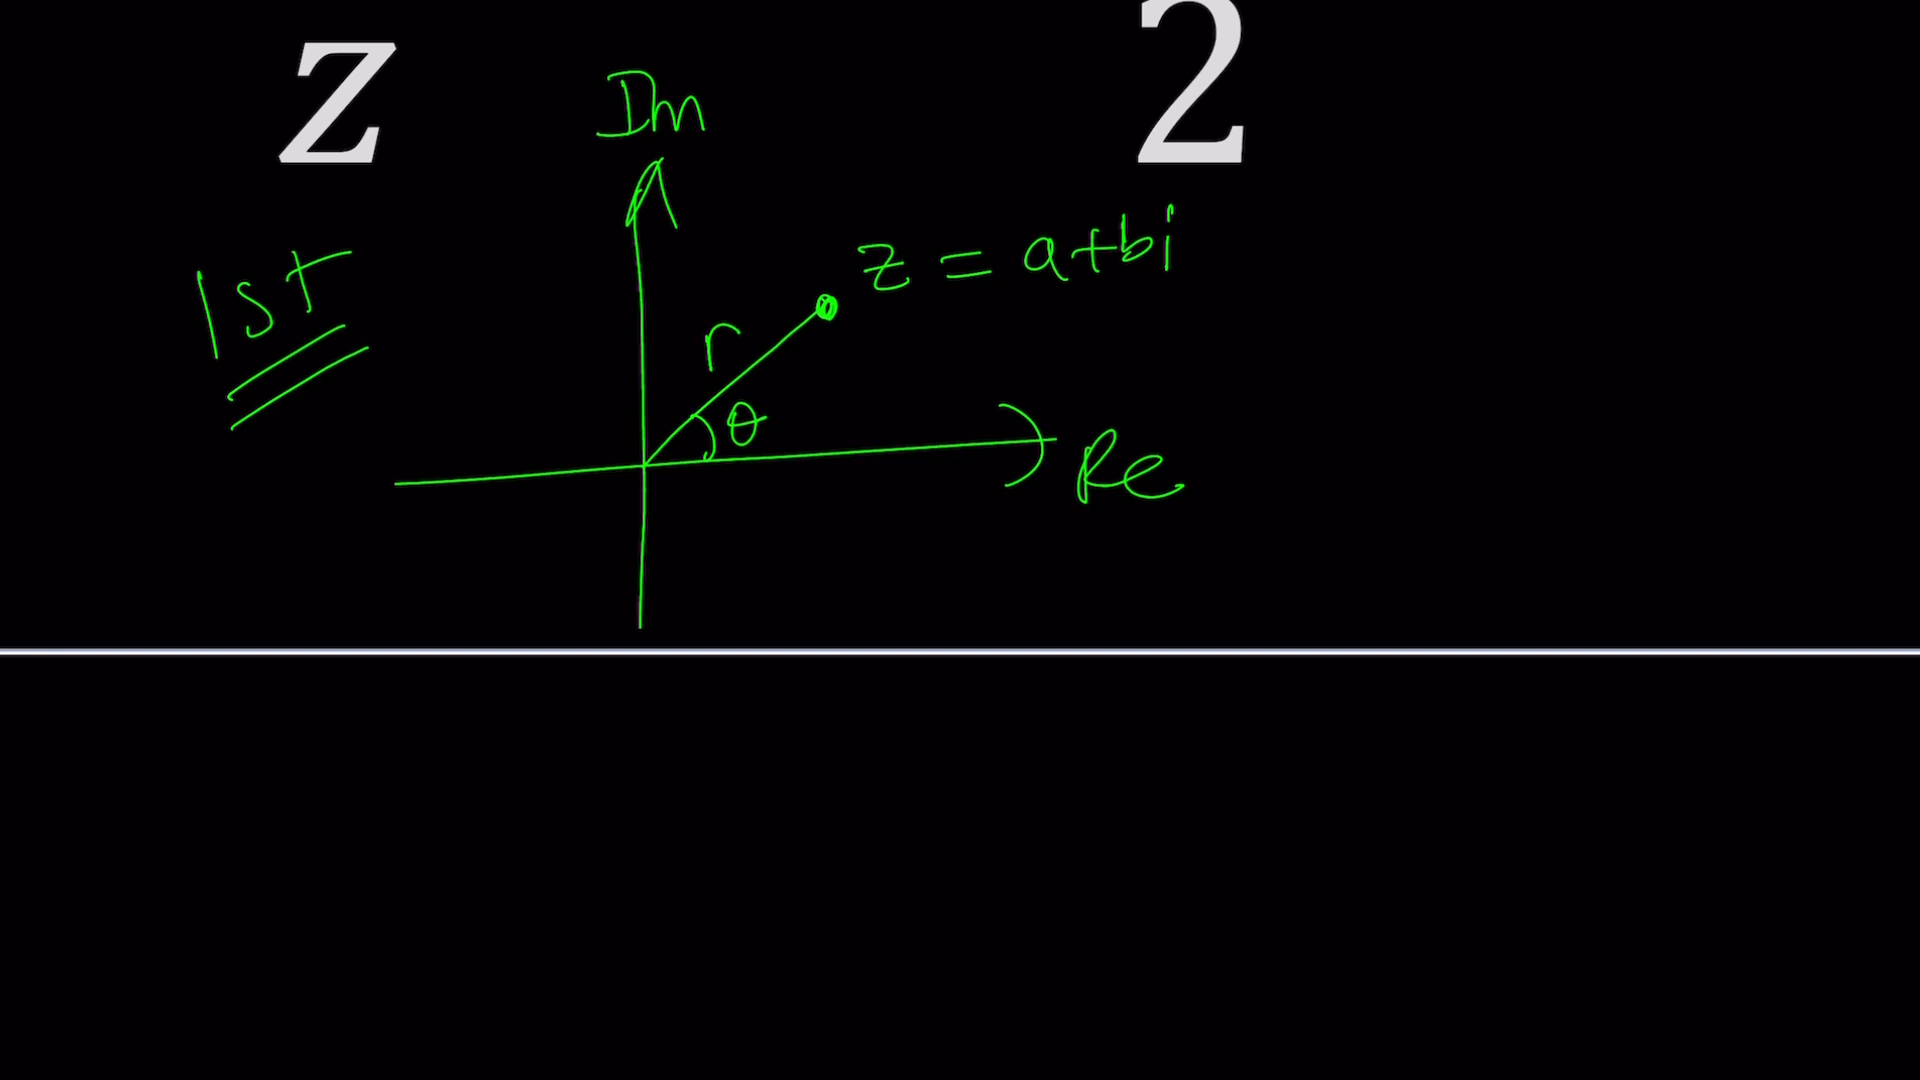 z 2
Im
1st
z = a+bi
r
θ
Re